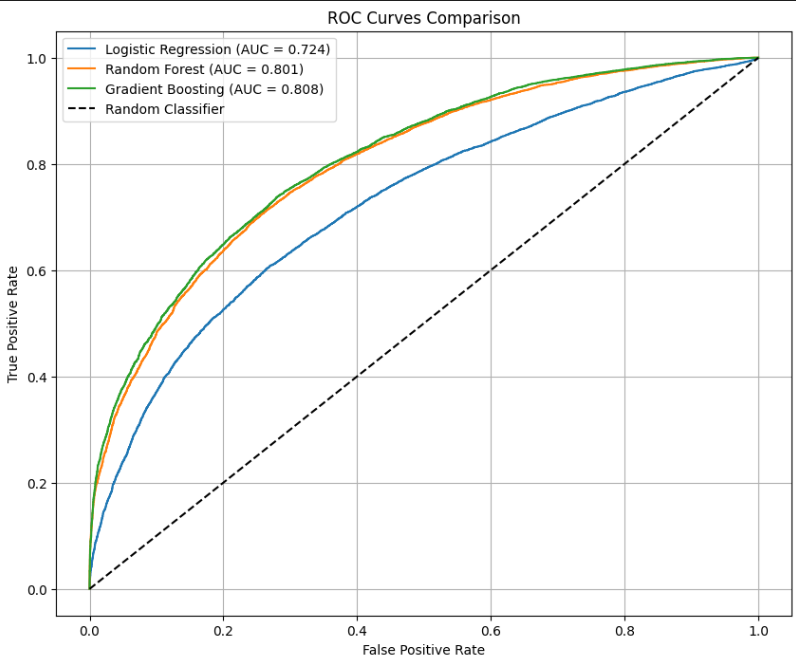 ROC Curves Comparison
Logistic Regression (AUC = 0.724)
Random Forest (AUC = 0.801)
Gradient Boosting (AUC = 0.808)
Random Classifier
True Positive Rate
1.0
0.8
0.6
0.4
0.2
0.0
0.0 0.2 0.4 0.6 0.8 1.0
False Positive Rate